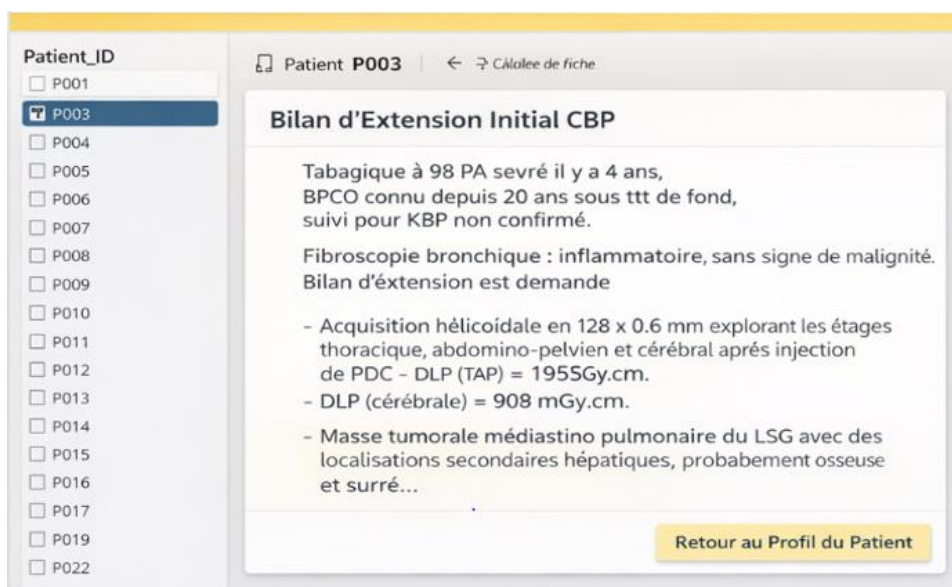 Patient_ID
P001
P003
P004
P005
P006
P007
P008
P009
P010
P011
P012
P013
P014
P015
P016
P017
P019
P022
Patient P003 ← de fiche
Bilan d'Extension Initial CBP
Tabagique à 98 PA sevré il y a 4 ans,
BPCO connu depuis 20 ans sous ttt de fond,
suivi pour KBP non confirmé.
Fibroscopie bronchique : inflammatoire, sans signe de malignité.
Bilan d'éxtension est demande
- Acquisition hèlicoídale en 128 x 0.6 mm explorant les étages
thoracique, abdomino-pelvien et cérébral aprés injection
de PDC - DLP (TAP) = 195SGy.cm.
- DLP (cérébrale) = 908 mGy.cm.
- Masse tumorale médiastino pulmonaire du LSG avec des
localisations secondaires hépatiques, probabement osseuse
et surré...
Retour au Profil du Patient